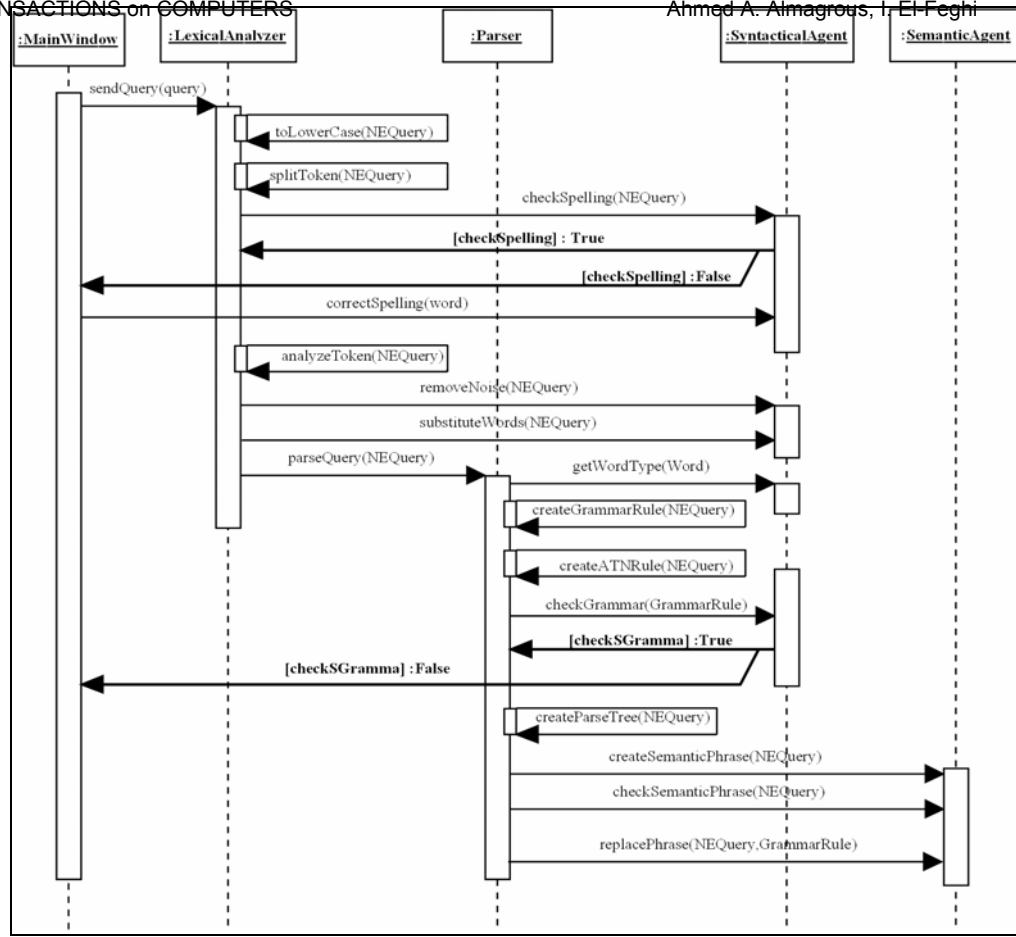 NSACTIONS on COMPUTERS
Ahmed A. Almagrous, I. El-Feghi
:MainWindow
:LexicalAnalyzer
:Parser
:SyntacticalAgent
:SemanticAgent
sendQuery(query)
toLowerCase(NEQuery)
splitToken(NEQuery)
checkSpelling(NEQuery)
[checkSpelling] : True
[checkSpelling] :False
correctSpelling(word)
analyzeToken(NEQuery)
removeNoise(NEQuery)
substituteWords(NEQuery)
parseQuery(NEQuery)
getWordType(Word)
createGrammarRule(NEQuery)
createATNRule(NEQuery)
checkGrammar(GrammarRule)
[checkSGramma] :True
[checkSGramma] :False
createParseTree(NEQuery)
createSemanticPhrase(NEQuery)
checkSemanticPhrase(NEQuery)
replacePhrase(NEQuery,GrammarRule)